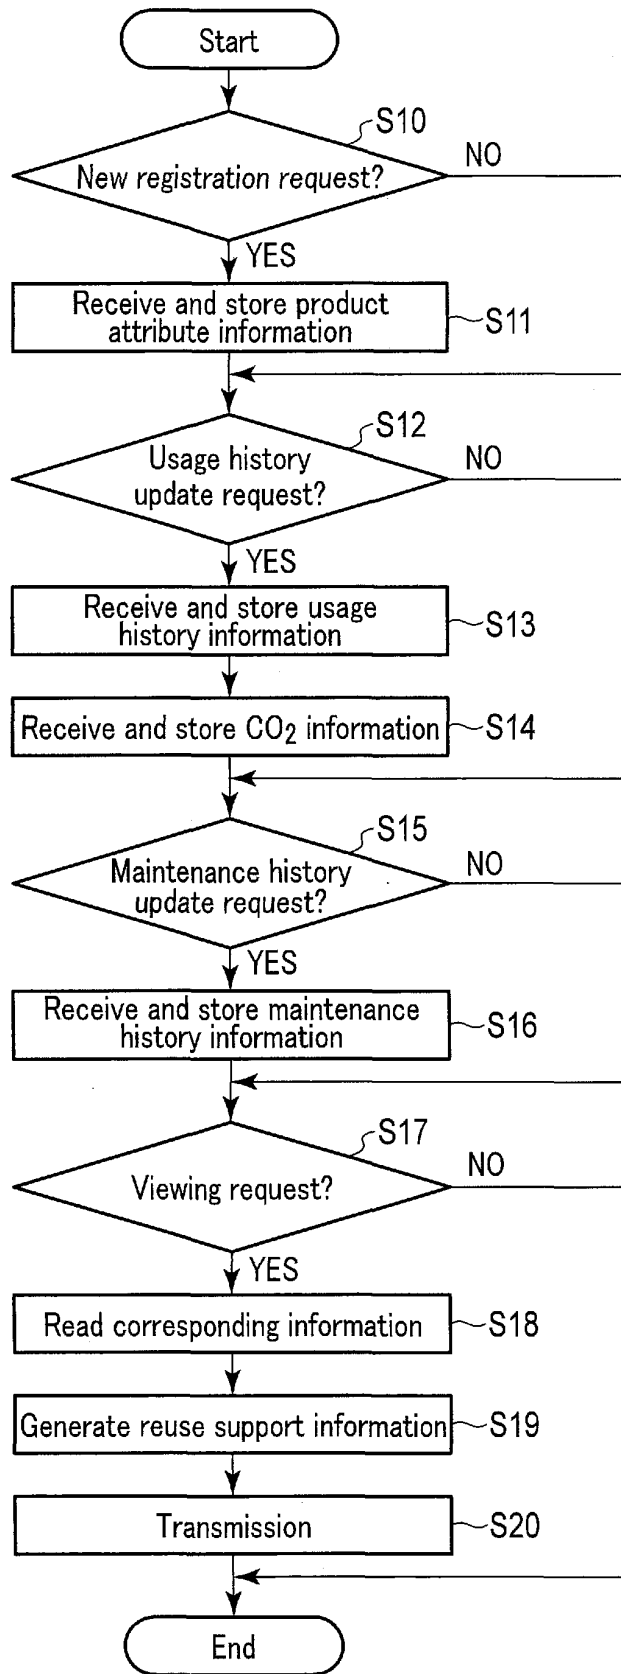 Start
S10
New registration request?
NO
YES
Receive and store product
attribute information
S11
S12
Usage history
update request?
NO
YES
Receive and store usage
history information
S13
Receive and store CO₂ information
S14
S15
Maintenance history
update request?
NO
YES
Receive and store maintenance
history information
S16
S17
Viewing request?
NO
YES
Read corresponding information
S18
Generate reuse support information
S19
Transmission
S20
End